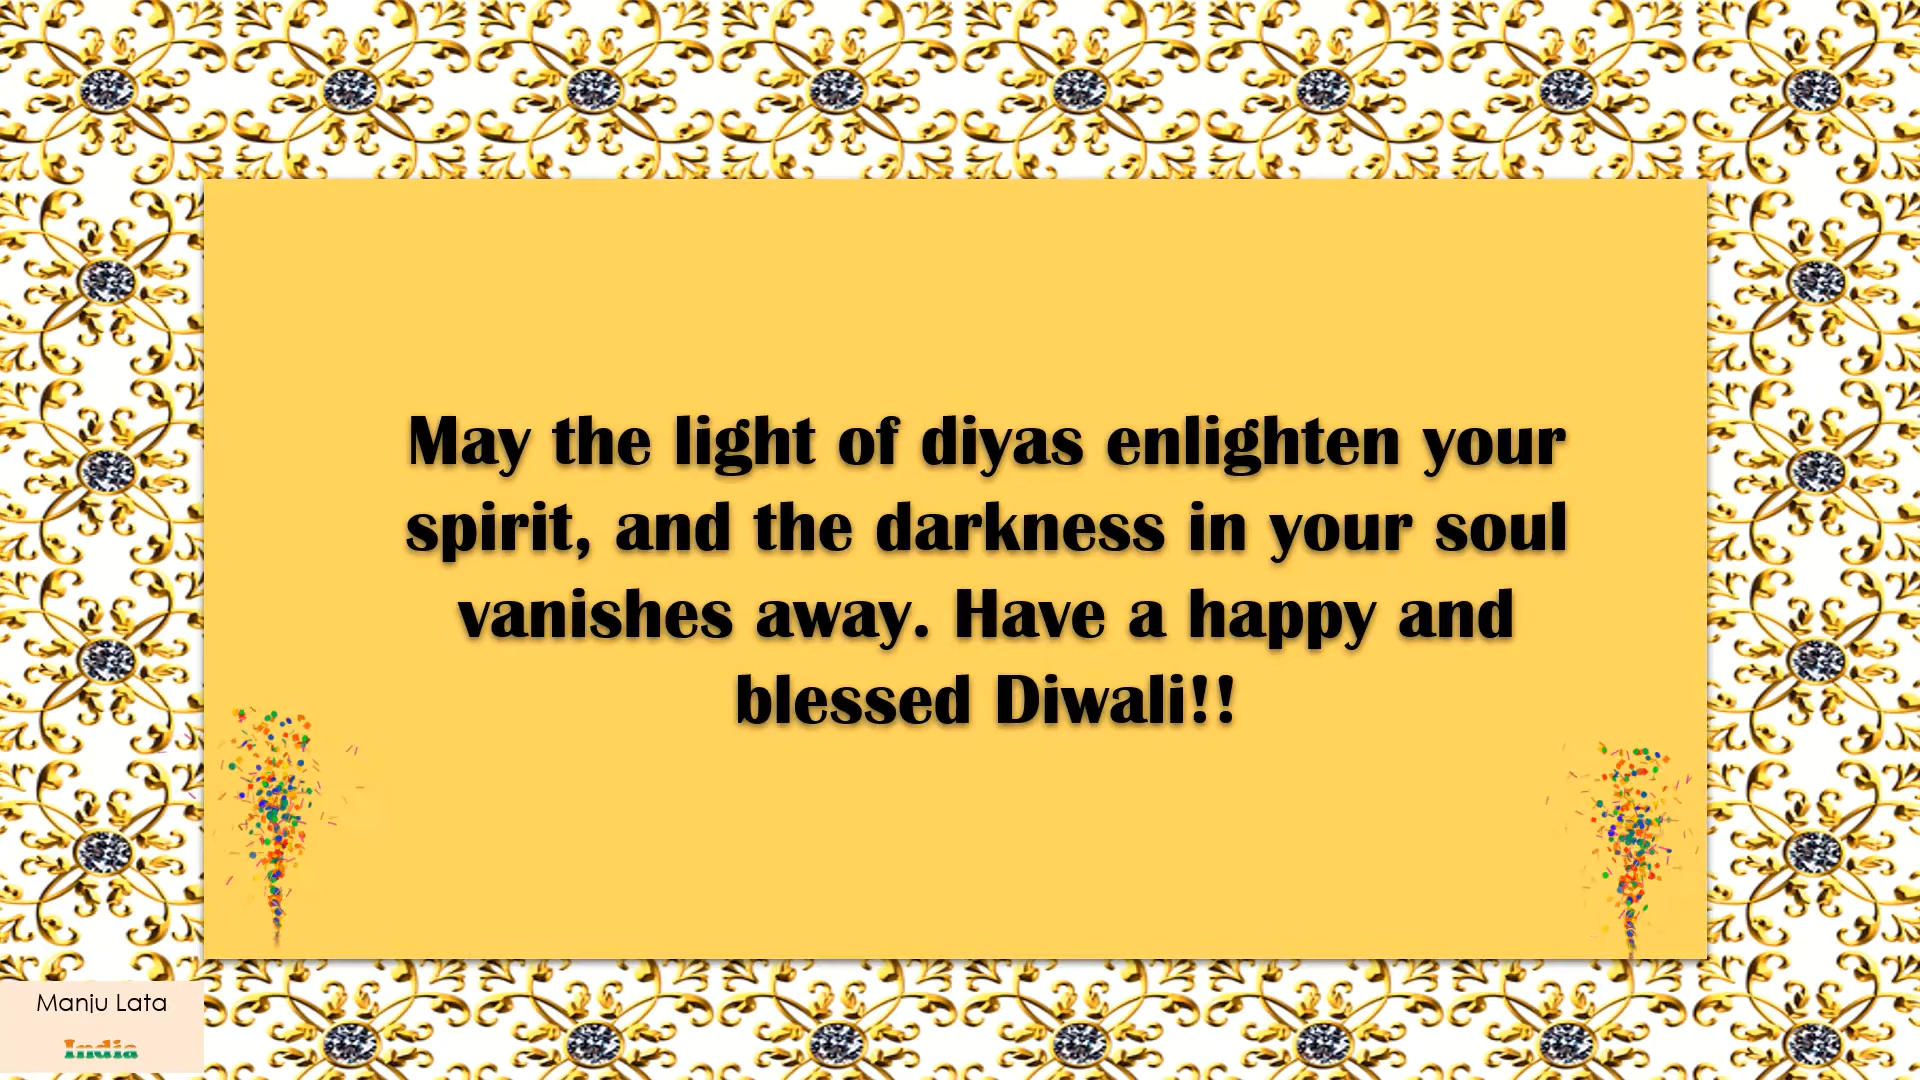 May the light of diyas enlighten your
spirit, and the darkness in your soul
vanishes away. Have a happy and
blessed Diwali!!
Manju Lata
India